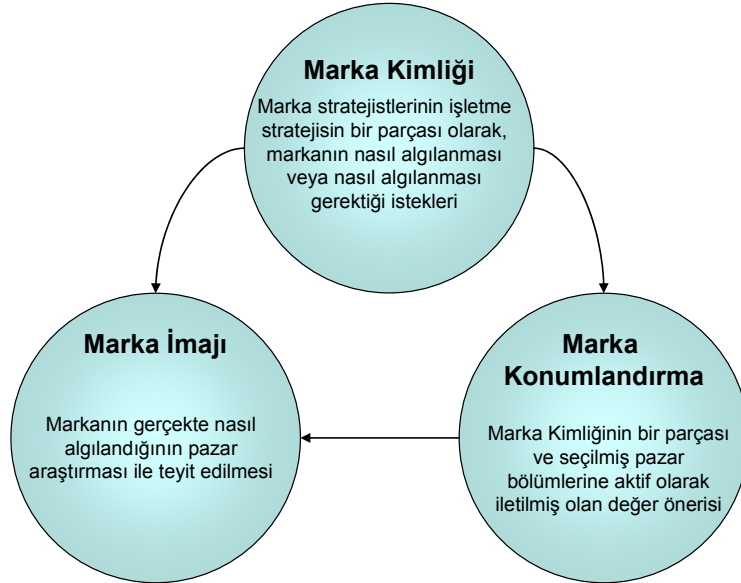 Marka Kimliği
Marka stratejistlerinin işletme
stratejisin bir parçası olarak,
markanın nasıl algılanması
veya nasıl algılanması
gerektiği istekleri
Marka İmajı
Markanın gerçekte nasıl
algılandığının pazar
araştırması ile teyit edilmesi
Marka
Konumlandırma
Marka Kimliğinin bir parçası
ve seçilmiş pazar
bölümlerine aktif olarak
iletilmiş olan değer önerisi